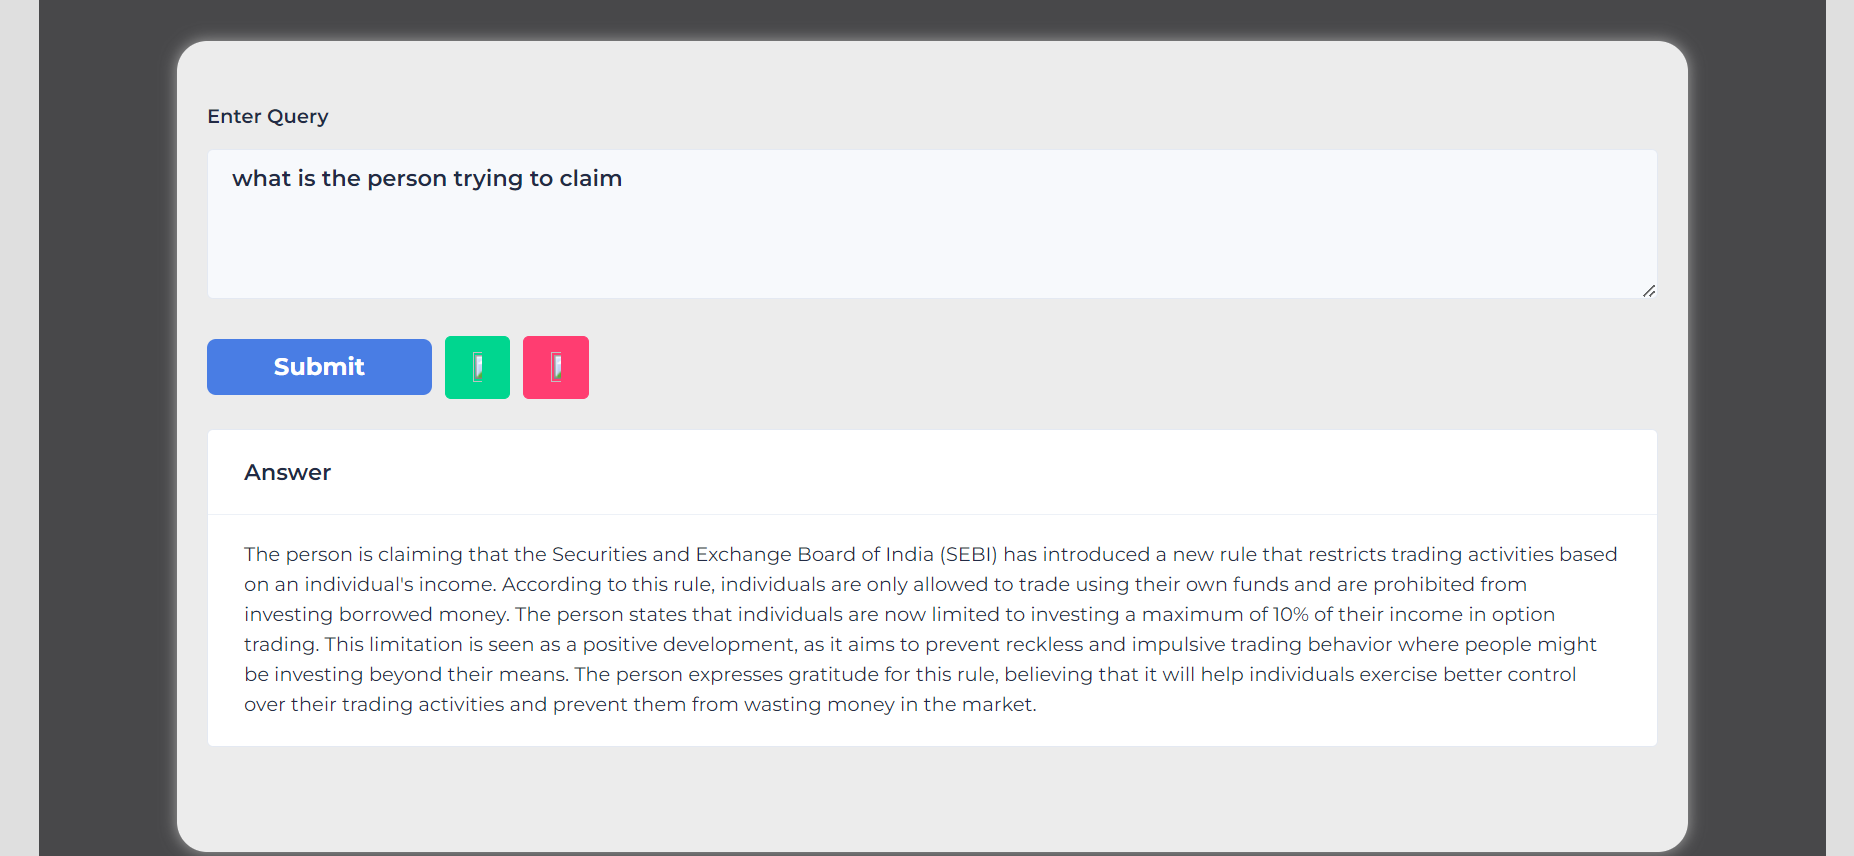 Enter Query
what is the person trying to claim
Submit
Answer
The person is claiming that the Securities and Exchange Board of India (SEBI) has introduced a new rule that restricts trading activities based
on an individual's income. According to this rule, individuals are only allowed to trade using their own funds and are prohibited from
investing borrowed money. The person states that individuals are now limited to investing a maximum of 10% of their income in option
trading. This limitation is seen as a positive development, as it aims to prevent reckless and impulsive trading behavior where people might
be investing beyond their means. The person expresses gratitude for this rule, believing that it will help individuals exercise better control
over their trading activities and prevent them from wasting money in the market.